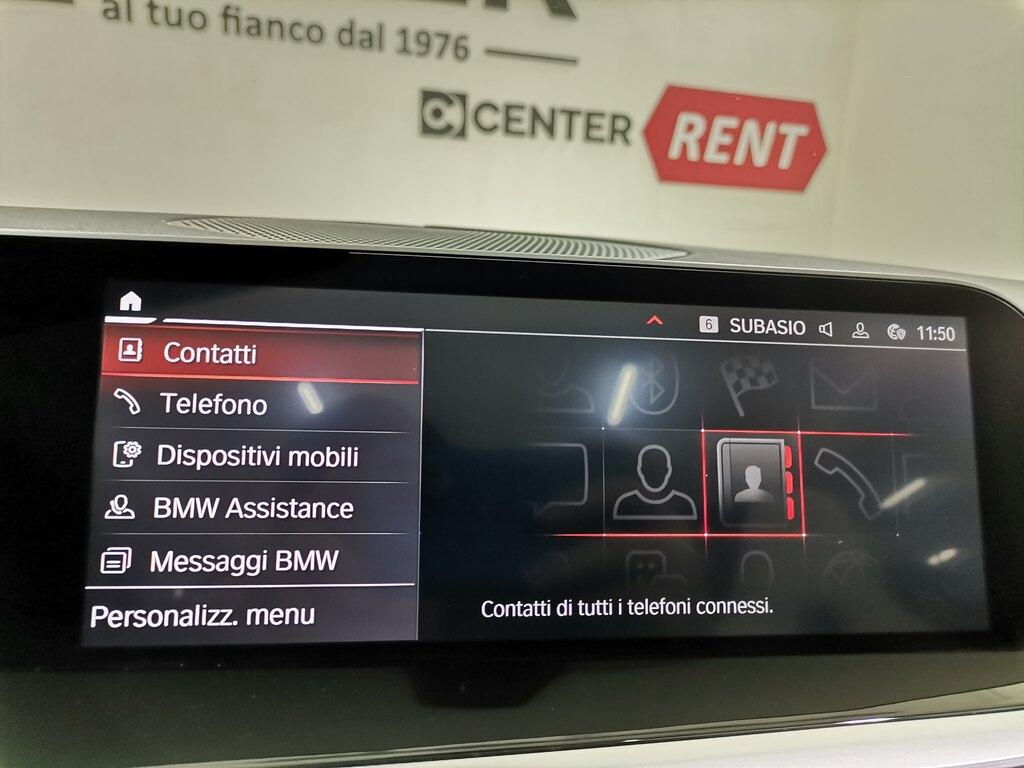 al tuo fianco dal 1976
CENTER RENT
6 SUBASIO 11:50
Contatti
Telefono
Dispositivi mobili
BMW Assistance
Messaggi BMW
Personalizz. menu
Contatti di tutti i telefoni connessi.